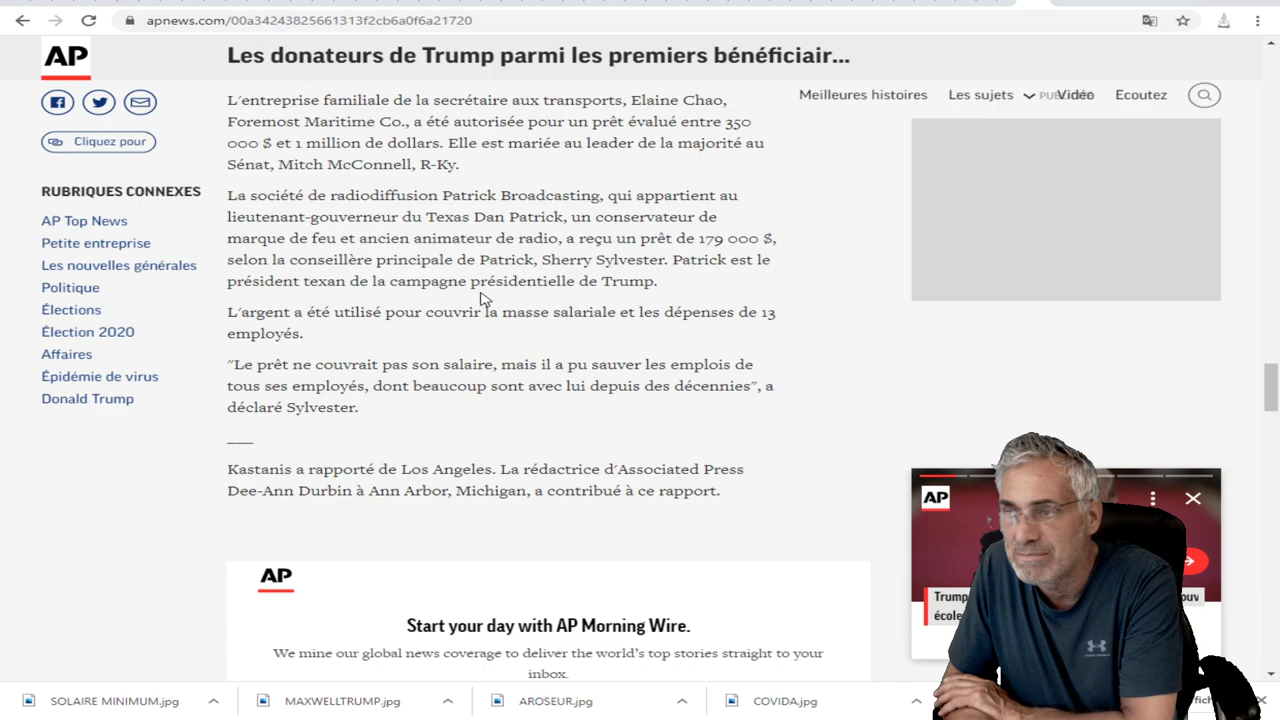 apnews.com/00a34243825661313f2cb6a0f6a21720
AP
Les donateurs de Trump parmi les premiers bénéficiair...
Meilleures histoires
Les sujets
Vidéo
Ecoutez
Cliquez pour
RUBRIQUES CONNEXES
AP Top News
Petite entreprise
Les nouvelles générales
Politique
Élections
Élection 2020
Affaires
Épidémie de virus
Donald Trump
L'entreprise familiale de la secrétaire aux transports, Elaine Chao,
Foremost Maritime Co., a été autorisée pour un prêt évalué entre 350
000 $ et 1 million de dollars. Elle est mariée au leader de la majorité au
Sénat, Mitch McConnell, R-Ky.
La société de radiodiffusion Patrick Broadcasting, qui appartient au
lieutenant-gouverneur du Texas Dan Patrick, un conservateur de
marque de feu et ancien animateur de radio, a reçu un prêt de 179 000 $,
selon la conseillère principale de Patrick, Sherry Sylvester. Patrick est le
président texan de la campagne présidentielle de Trump.
L'argent a été utilisé pour couvrir la masse salariale et les dépenses de 13
employés.
"Le prêt ne couvrait pas son salaire, mais il a pu sauver les emplois de
tous ses employés, dont beaucoup sont avec lui depuis des décennies", a
déclaré Sylvester.
Kastanis a rapporté de Los Angeles. La rédactrice d'Associated Press
Dee-Ann Durbin à Ann Arbor, Michigan, a contribué à ce rapport.
AP
Start your day with AP Morning Wire.
We mine our global news coverage to deliver the world's top stories straight to your
inbox.
AP
Trump
école
SOLAIRE MINIMUM.jpg
MAXWELLTRUMP.jpg
AROSEUR.jpg
COVIDA.jpg